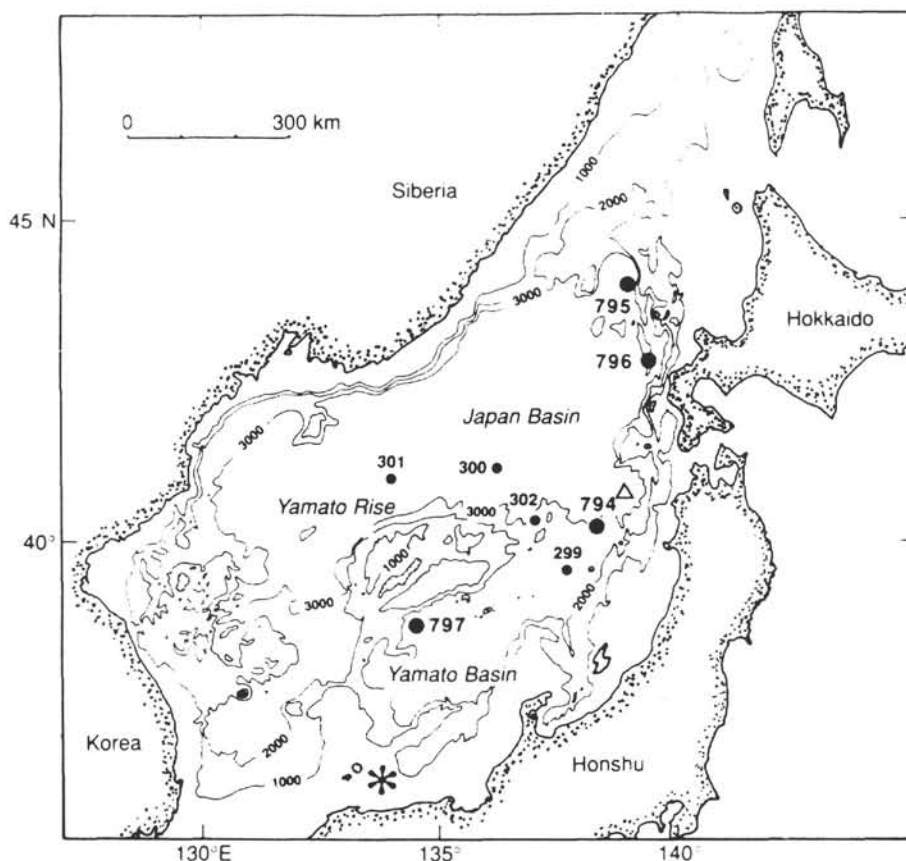 0 300 km
1000
Siberia
2000
45 N
3000
795
Hokkaido
796
Japan Basin
3000
301 300
Yamato Rise 302 794
3000
40°
1000
299
3000
2000
797
Yamato Basin
Korea
2000
1000
Honshu
130°E 135° 140°